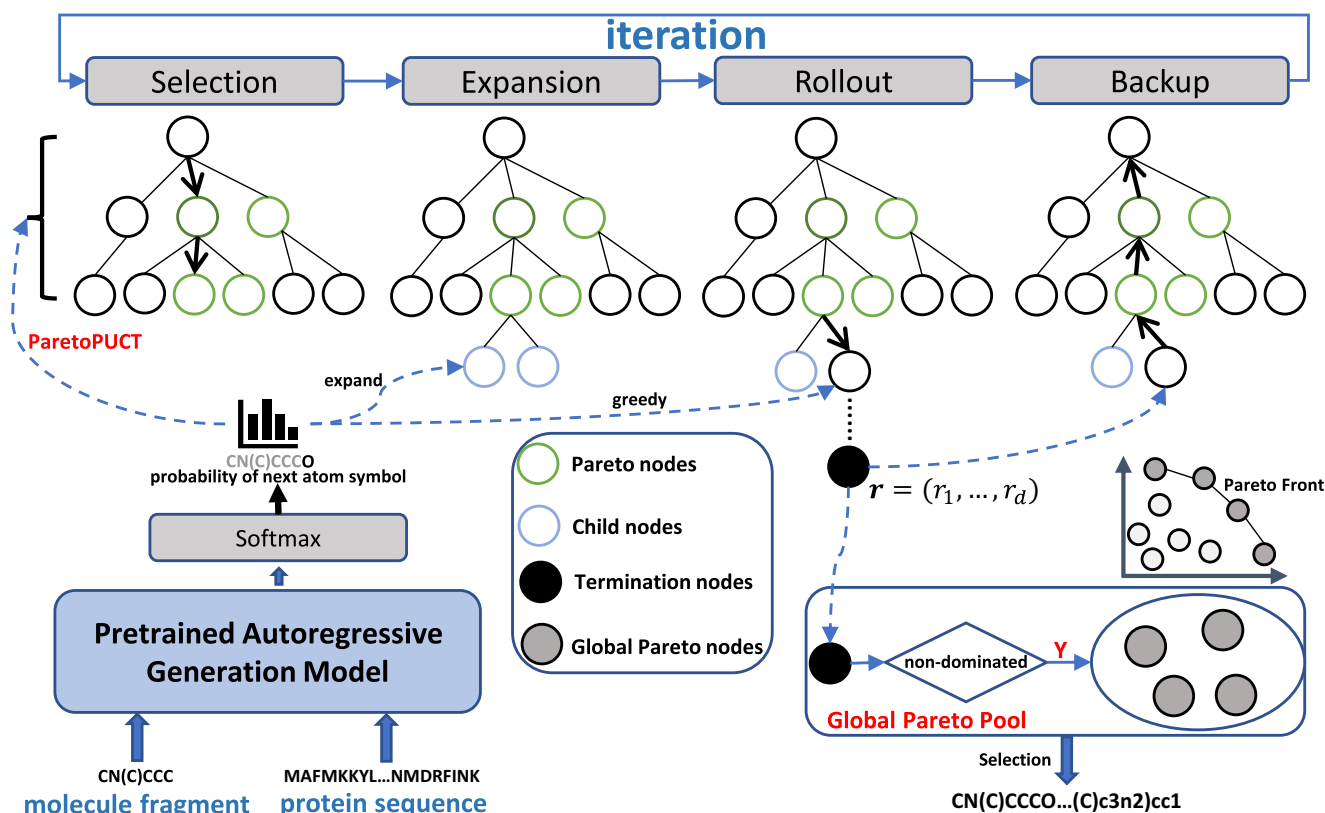 iteration
Selection
Expansion
Rollout
Backup
ParetoPUCT
expand
greedy
CN(C)CCCO
probability of next atom symbol
Softmax
Pretrained Autoregressive
Generation Model
CN(C)CCC
molecule fragment
MAFMKKYL...NMDRFINK
protein sequence
Pareto nodes
Child nodes
Termination nodes
Global Pareto nodes
r = (r₁, ..., r_d)
Pareto Front
non-dominated
Y
Global Pareto Pool
Selection
CN(C)CCCO...(C)c3n2)cc1